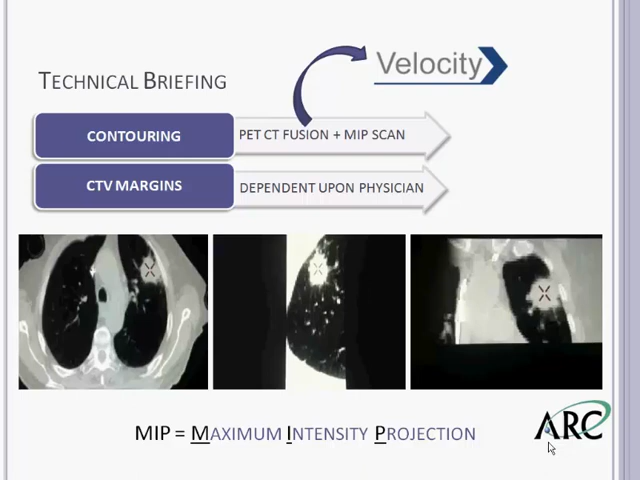 Velocity
TECHNICAL BRIEFING
CONTOURING
PET CT FUSION + MIP SCAN
CTV MARGINS
DEPENDENT UPON PHYSICIAN
MIP = MAXIMUM INTENSITY PROJECTION
ARC